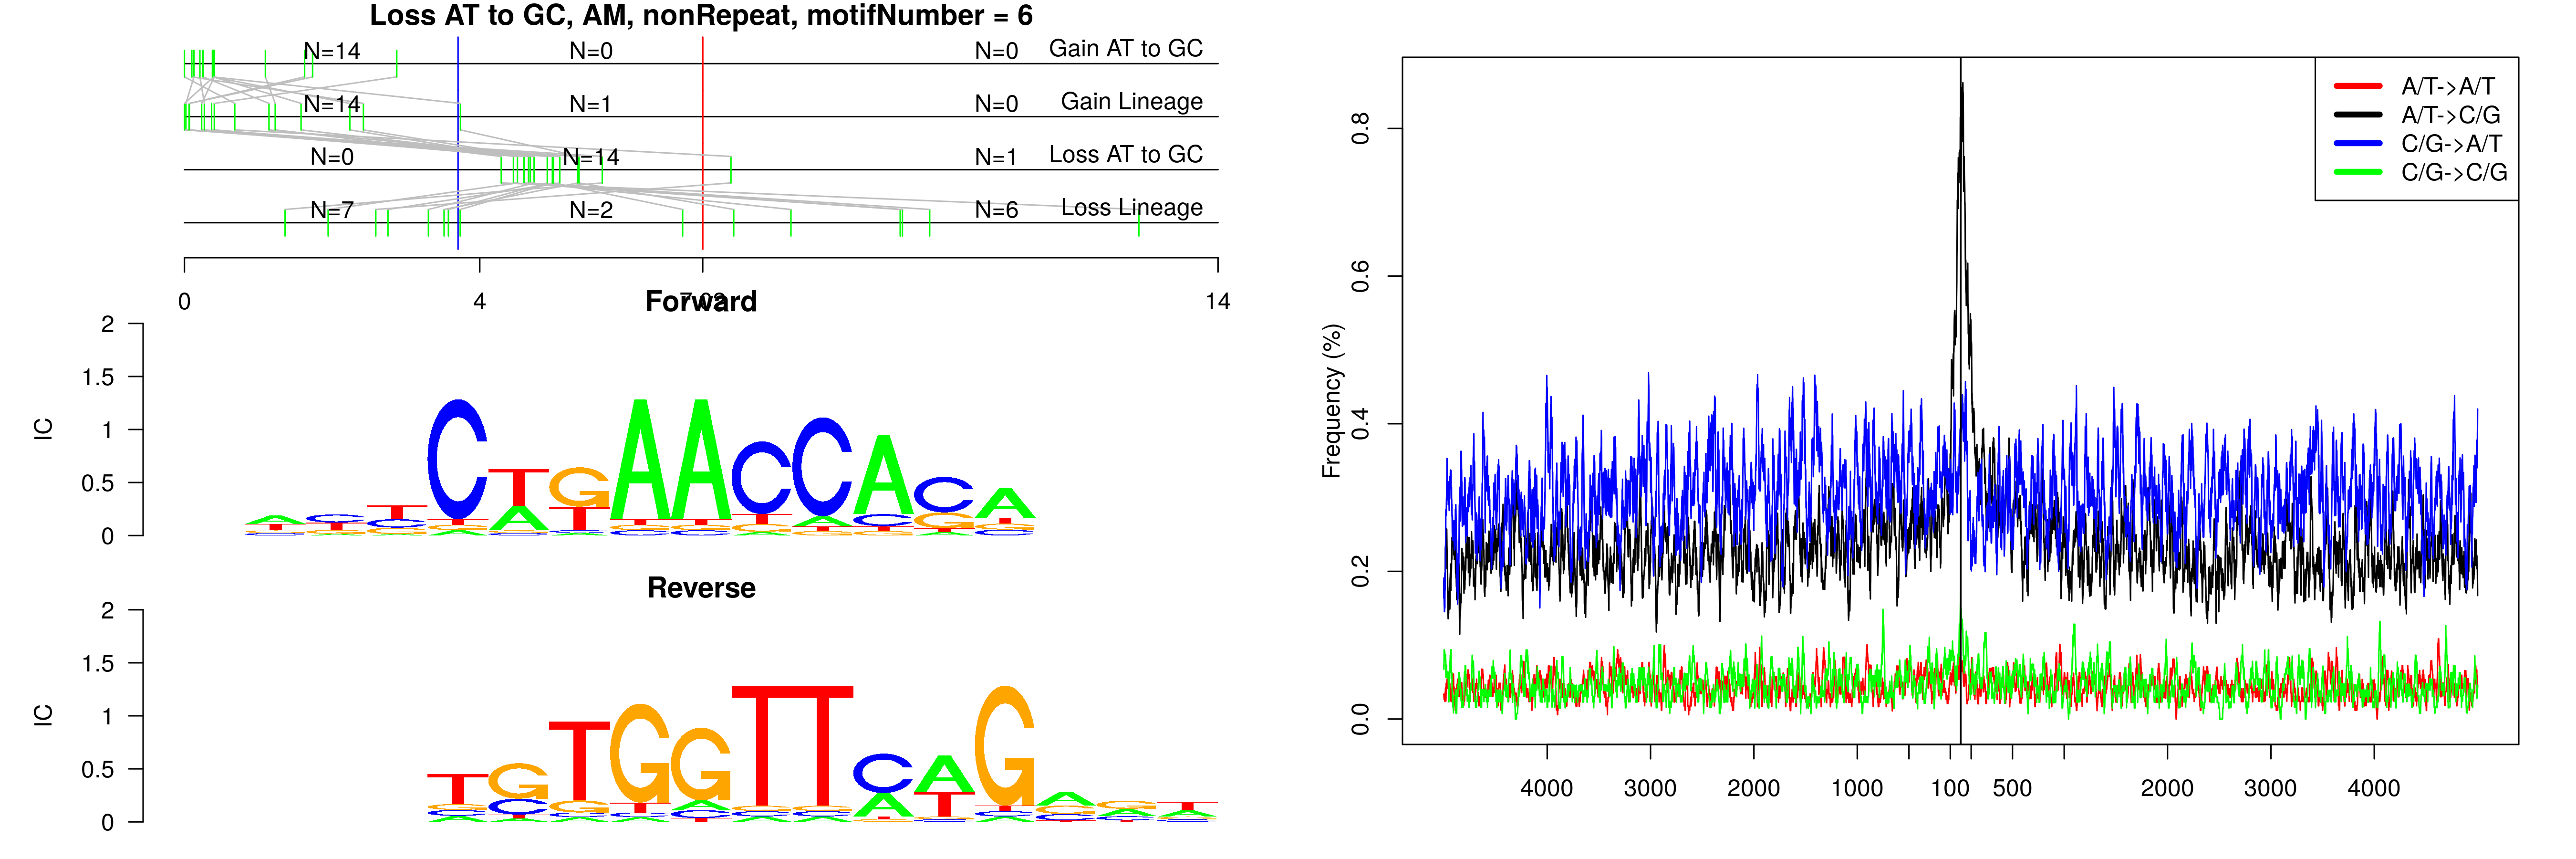 Loss AT to GC, AM, nonRepeat, motifNumber = 6
N=14 N=0 N=0 Gain AT to GC
N=14 N=1 N=0 Gain Lineage
N=0 N=14 N=1 Loss AT to GC
N=7 N=2 N=6 Loss Lineage
0 4 14
Forward
2
1.5
1
0.5
0
IC
C T G A A C C A C A
Reverse
2
1.5
1
0.5
0
IC
T G T G G T T C A G A G T
A/T->A/T
A/T->C/G
C/G->A/T
C/G->C/G
Frequency (%)
0.8
0.6
0.4
0.2
0.0
4000 3000 2000 1000 100 500 2000 3000 4000